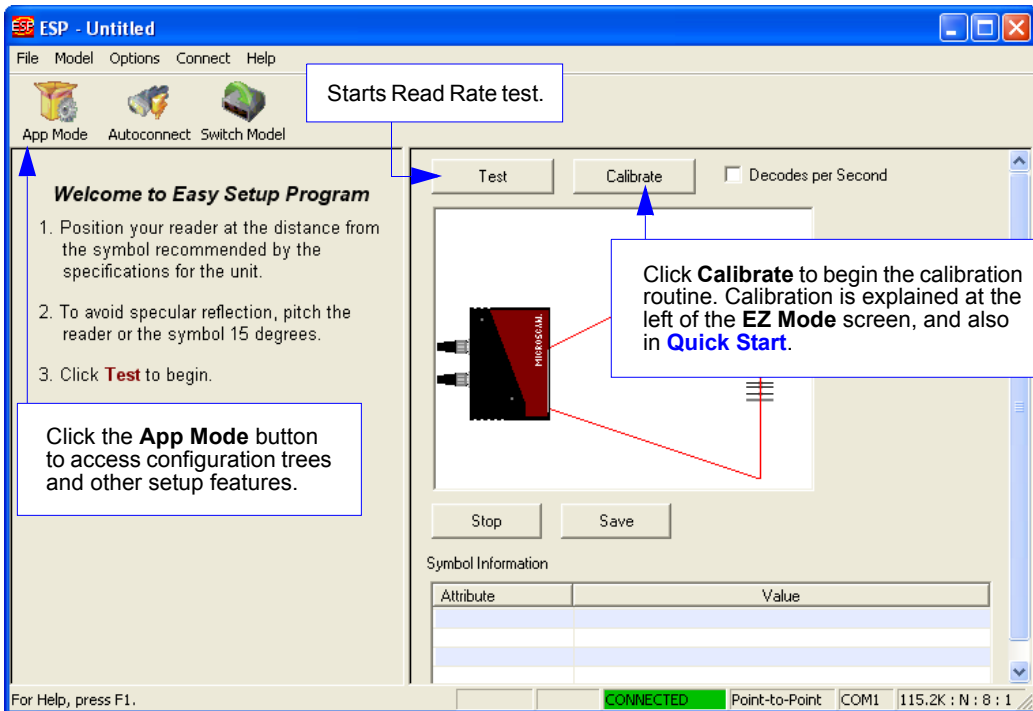 ESP - Untitled
File Model Options Connect Help
App Mode Autoconnect Switch Model
Starts Read Rate test.
Welcome to Easy Setup Program
1. Position your reader at the distance from
the symbol recommended by the
specifications for the unit.
2. To avoid specular reflection, pitch the
reader or the symbol 15 degrees.
3. Click Test to begin.
Click the App Mode button
to access configuration trees
and other setup features.
Test Calibrate Decodes per Second
Click Calibrate to begin the calibration
routine. Calibration is explained at the
left of the EZ Mode screen, and also
in Quick Start.
MICROSCAN.
Stop Save
Symbol Information
Attribute Value
For Help, press F1. CONNECTED Point-to-Point COM1 115.2K : N : 8 : 1